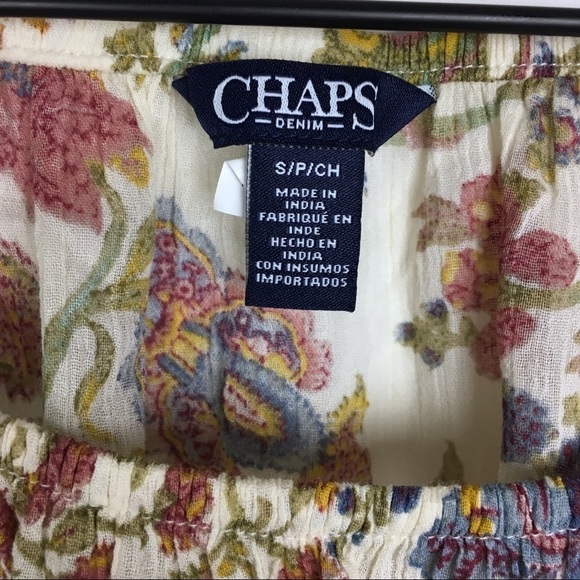 CHAPS
DENIM
S/P/CH
MADE IN
INDIA
FABRIQUÉ EN
INDE
HECHO EN
INDIA
CON INSUMOS
IMPORTADOS